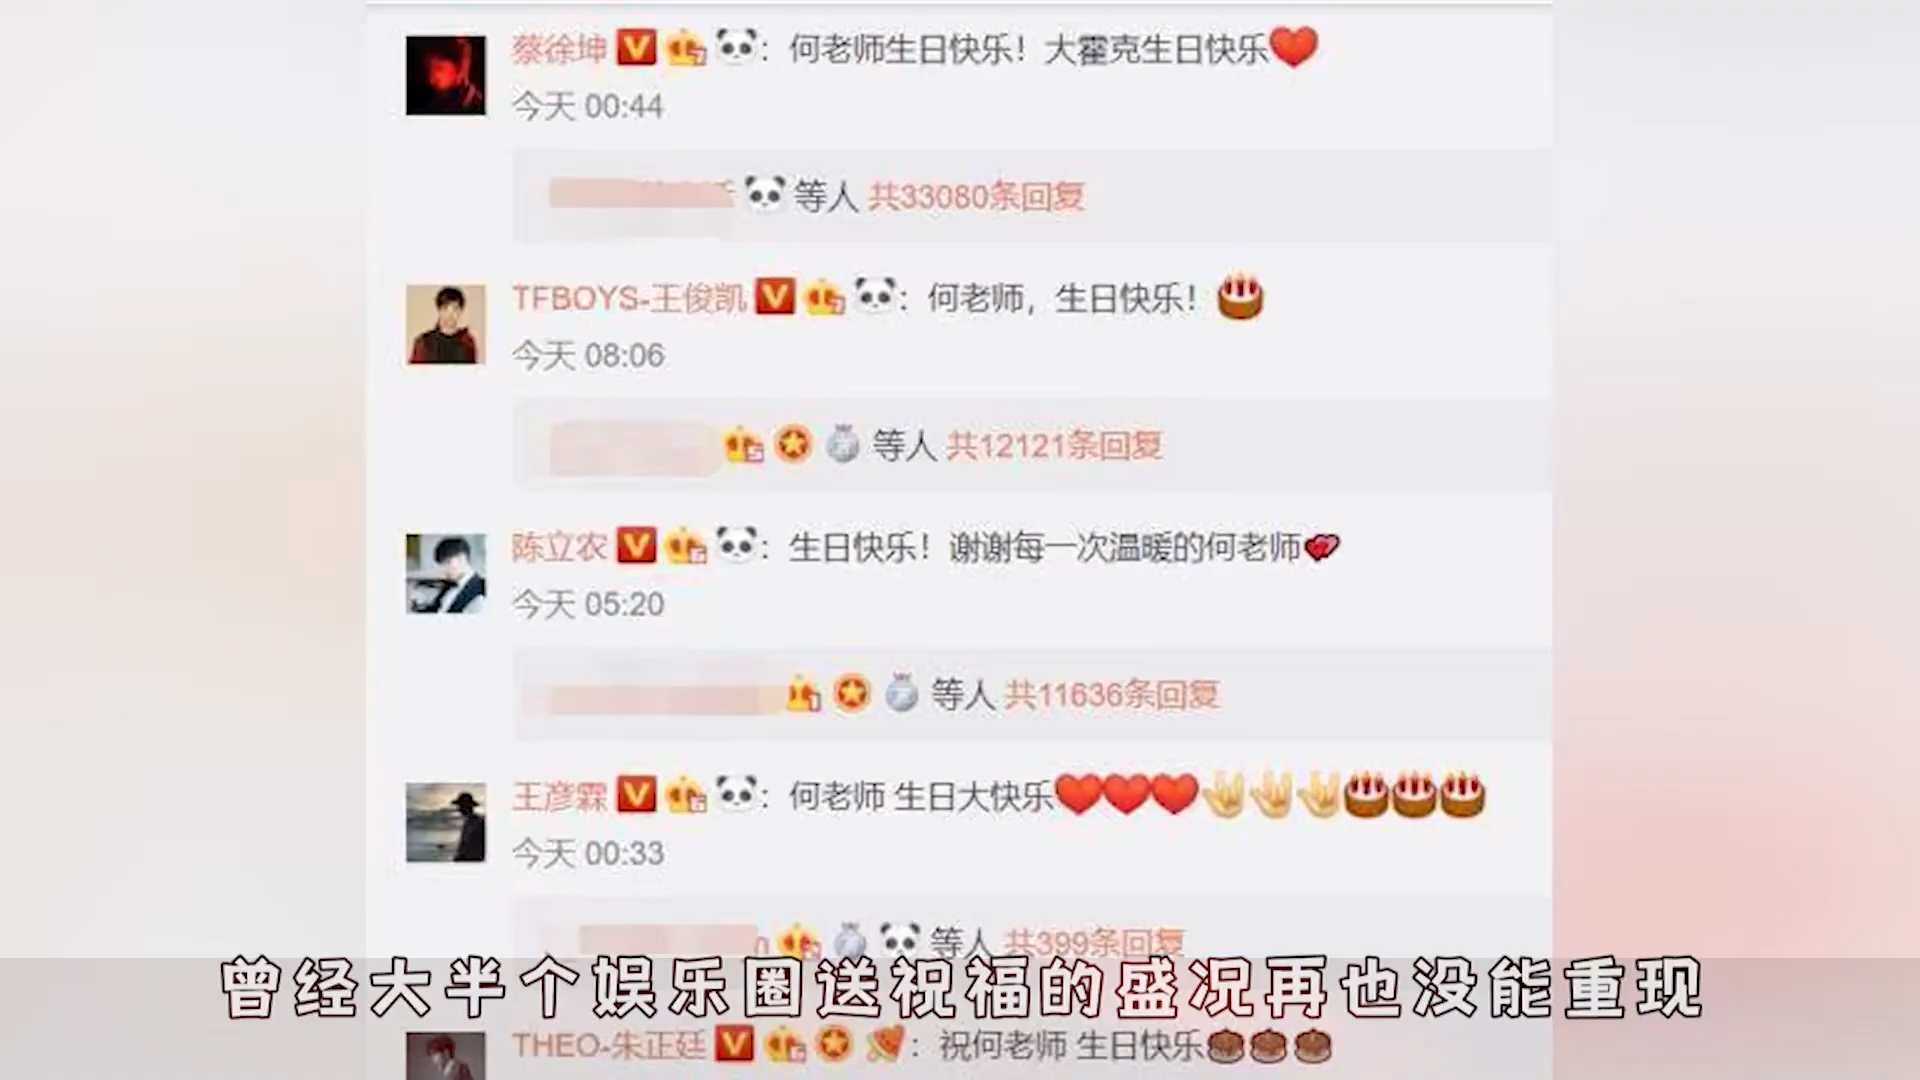 蔡徐坤：何老师生日快乐！大霍克生日快乐
今天 00:44
等人 共33080条回复
TFBOYS-王俊凯：何老师，生日快乐！
今天 08:06
等人 共12121条回复
陈立农：生日快乐！谢谢每一次温暖的何老师
今天 05:20
等人 共11636条回复
王彦霖：何老师 生日大快乐
今天 00:33
等人 共399条回复
曾经大半个娱乐圈送祝福的盛况再也没能重现
THEO-朱正廷：祝何老师 生日快乐